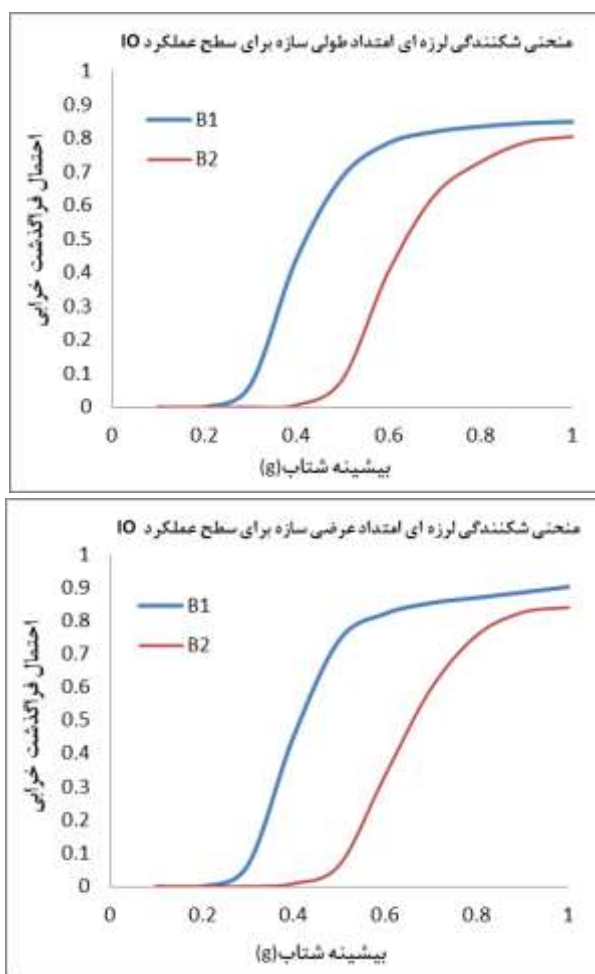 منحنی شکنندگی لرزه ای امتداد طولی سازه برای سطح عملکرد IO
1
0.9
0.8
0.7
0.6
0.5
0.4
0.3
0.2
0.1
0
B1
B2
احتمال فراگذشت خرابی
0 0.2 0.4 0.6 0.8 1
بیشینه شتاب(g)
منحنی شکنندگی لرزه ای امتداد عرضی سازه برای سطح عملکرد IO
1
0.9
0.8
0.7
0.6
0.5
0.4
0.3
0.2
0.1
0
B1
B2
احتمال فراگذشت خرابی
0 0.2 0.4 0.6 0.8 1
بیشینه شتاب(g)